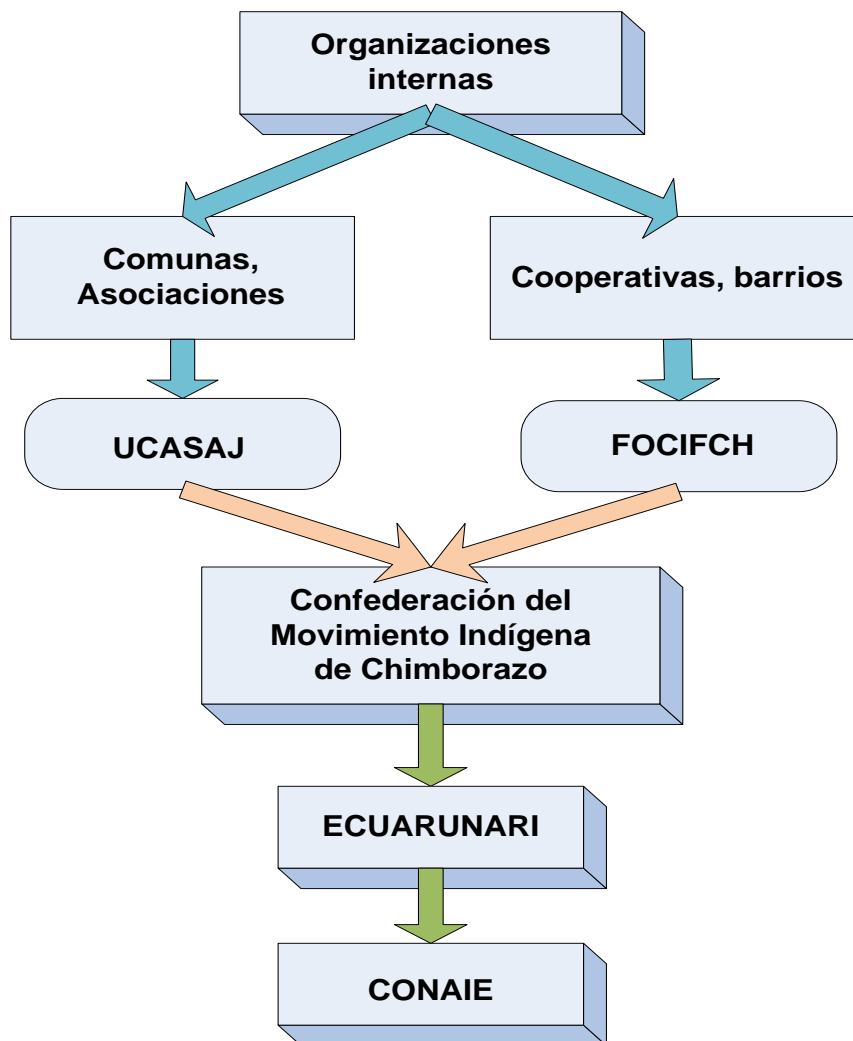 Organizaciones
internas
Comunas,
Asociaciones
Cooperativas, barrios
UCASAJ
FOCIFCH
Confederación del
Movimiento Indígena
de Chimborazo
ECUARUNARI
CONAIE